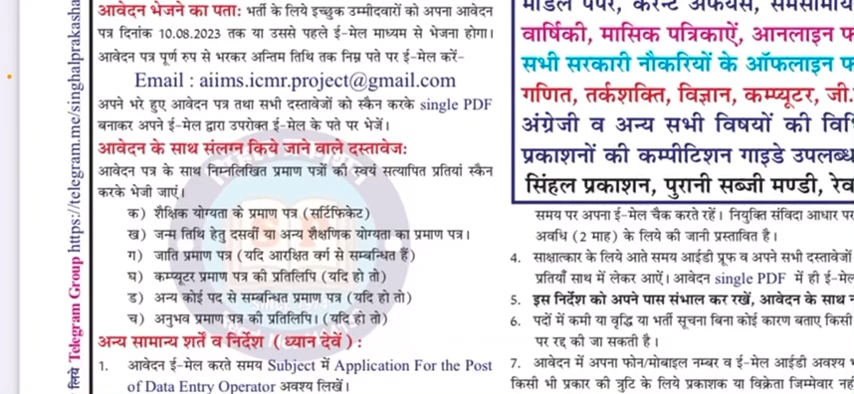 आवेदन भेजने का पता: भर्ती के लिये इच्छुक उम्मीदवारों को अपना आवेदन
पत्र दिनांक 10.08.2023 तक या उससे पहले ई-मेल माध्यम से भेजना होगा।
आवेदन पत्र पूर्ण रुप से भरकर अन्तिम तिथि तक निम्न पते पर ई-मेल करें-
Email : aiims.icmr.project@gmail.com
अपने भरे हुए आवेदन पत्र तथा सभी दस्तावेजों को स्कैन करके single PDF
बनाकर अपने ई-मेल द्वारा उपरोक्त ई-मेल के पते पर भेजें।
आवेदन के साथ संलग्न किये जाने वाले दस्तावेज:
आवेदन पत्र के साथ निम्नलिखित प्रमाण पत्रों की स्वयं सत्यापित प्रतियां स्कैन
करके भेजी जाएं।
क) शैक्षिक योग्यता के प्रमाण पत्र (सर्टिफिकेट)
ख) जन्म तिथि हेतु दसवीं या अन्य शैक्षणिक योग्यता का प्रमाण पत्र।
ग) जाति प्रमाण पत्र (यदि आरक्षित वर्ग से सम्बन्धित हैं)
घ) कम्प्यूटर प्रमाण पत्र की प्रतिलिपि (यदि हो तो)
ड) अन्य कोई पद से सम्बन्धित प्रमाण पत्र (यदि हो तो)
च) अनुभव प्रमाण पत्र की प्रतिलिपि। (यदि हो तो)
अन्य सामान्य शर्तें व निर्देश (ध्यान देवें) :
1. आवेदन ई-मेल करते समय Subject में Application For the Post
of Data Entry Operator अवश्य लिखें।
मॉडल पेपर, करेन्ट अफेयर्स, समसामयि
वार्षिकी, मासिक पत्रिकाऐं, आनलाइन फ
सभी सरकारी नौकरियों के ऑफलाइन फ
गणित, तर्कशक्ति, विज्ञान, कम्प्यूटर, जी.
अंग्रेजी व अन्य सभी विषयों की वि
प्रकाशनों की कम्पीटिशन गाइडे उपलब्ध
सिंहल प्रकाशन, पुरानी सब्जी मण्डी, रेव
समय पर अपना ई-मेल चैक करते रहें। नियुक्ति संविदा आधार पर
अवधि (2 माह) के लिये की जानी प्रस्तावित है।
4. साक्षात्कार के लिये आते समय आईडी प्रूफ व अपने सभी दस्तावेजों
प्रतियाँ साथ में लेकर आऐं। आवेदन single PDF में ही ई-मेल
5. इस निर्देश को अपने पास संभाल कर रखें, आवेदन के साथ न
6. पदों में कमी या वृद्धि या भर्ती सूचना बिना कोई कारण बताए किसी
पर रद्द की जा सकती है।
7. आवेदन में अपना फोन/मोबाइल नम्बर व ई-मेल आईडी अवश्य भ
किसी भी प्रकार की त्रुटि के लिये प्रकाशक या विक्रेता जिम्मेवार नहीं
लिये Telegram Group https://telegram.me/singhalprakasha